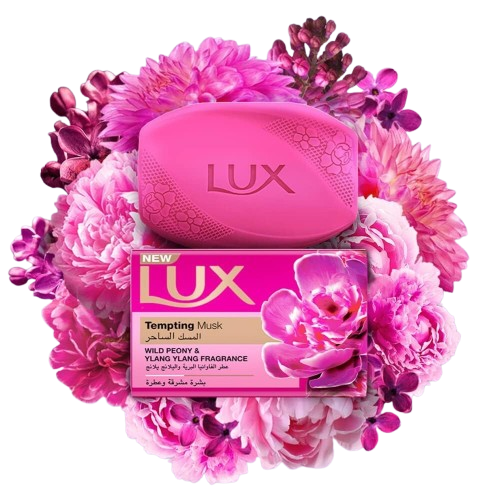 LUX
NEW
LUX
Tempting Musk
المسك الساحر
WILD PEONY &
YLANG YLANG FRAGRANCE
عطر الفاوانيا البرية واليلانج يلانج
بشرة مشرقة وعطرة